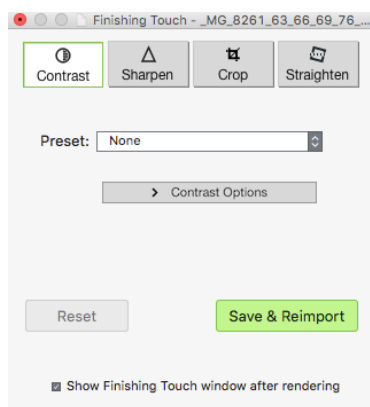 Finishing Touch - _MG_8261_63_66_69_76_...
Contrast Sharpen Crop Straighten
Preset: None
Contrast Options
Reset Save & Reimport
Show Finishing Touch window after rendering